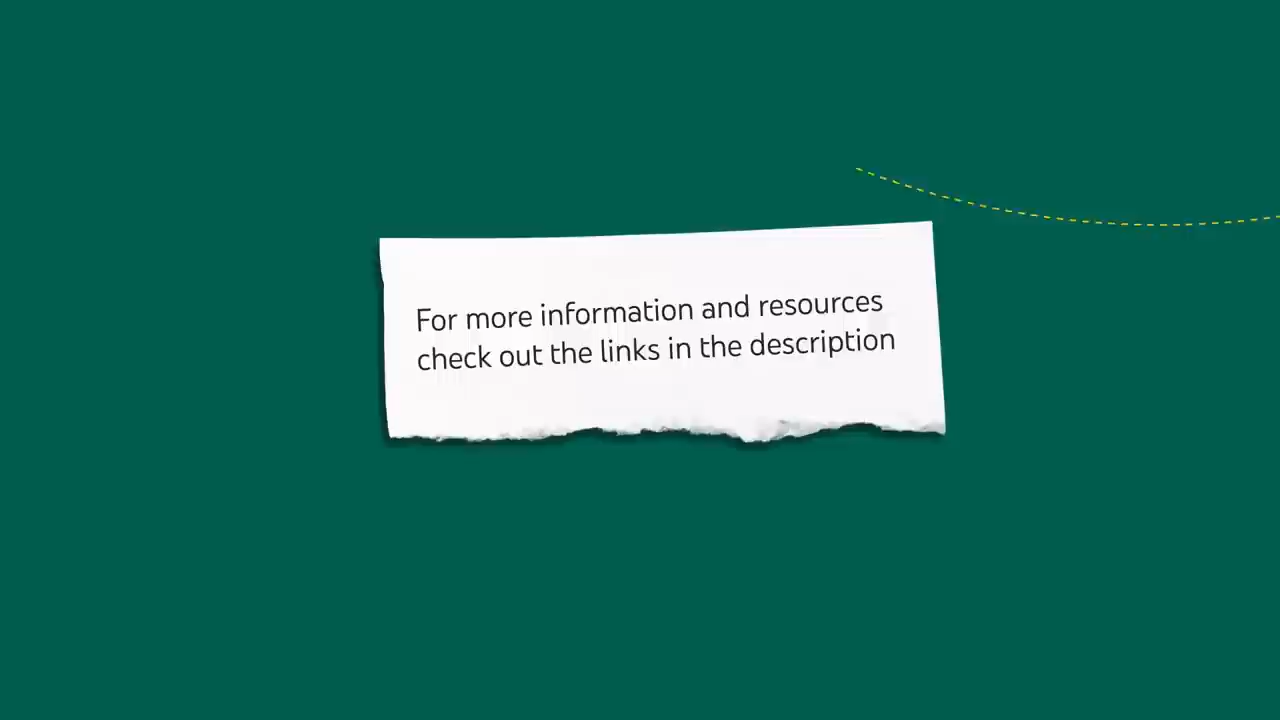 For more information and resources
check out the links in the description